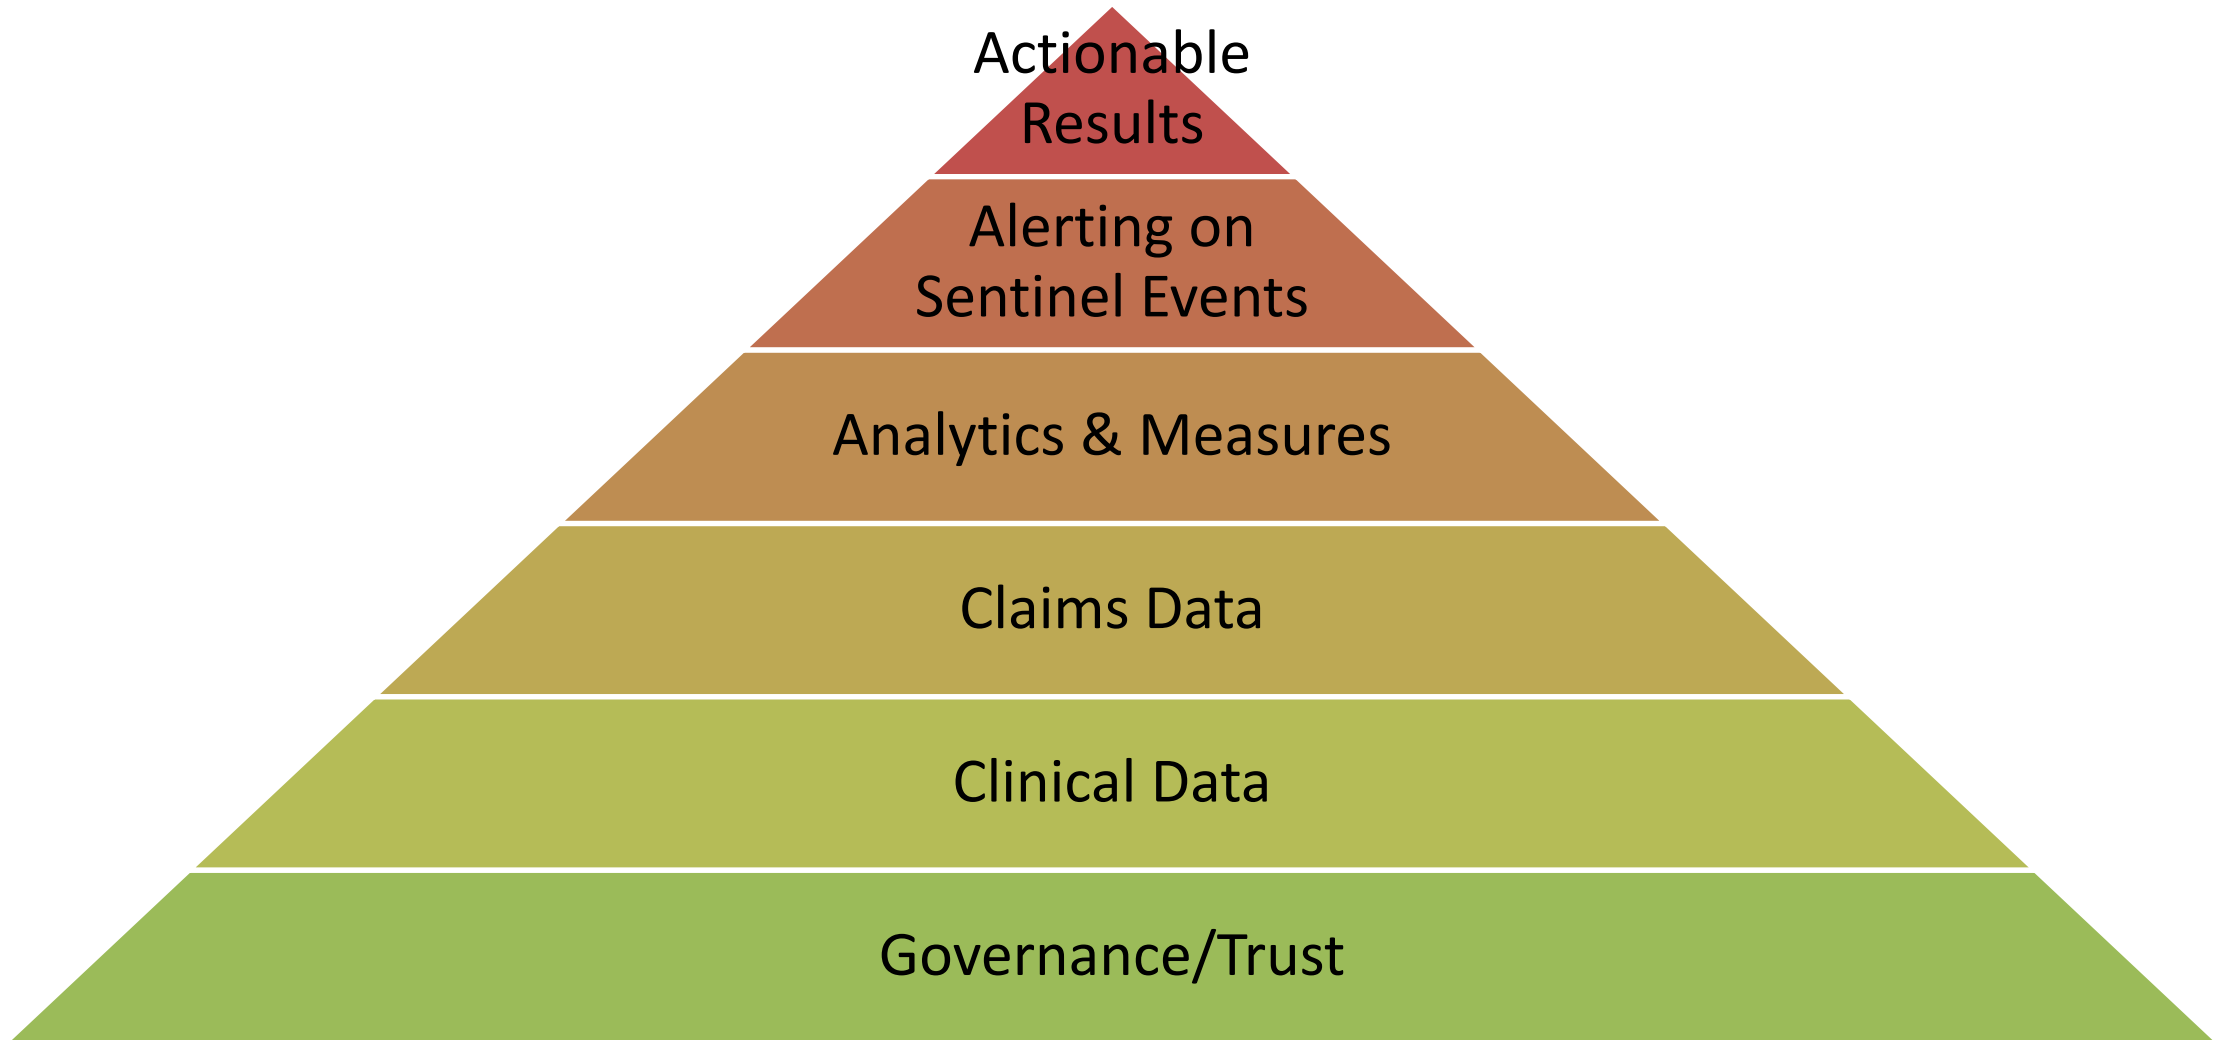 Actionable
Results
Alerting on
Sentinel Events
Analytics & Measures
Claims Data
Clinical Data
Governance/Trust